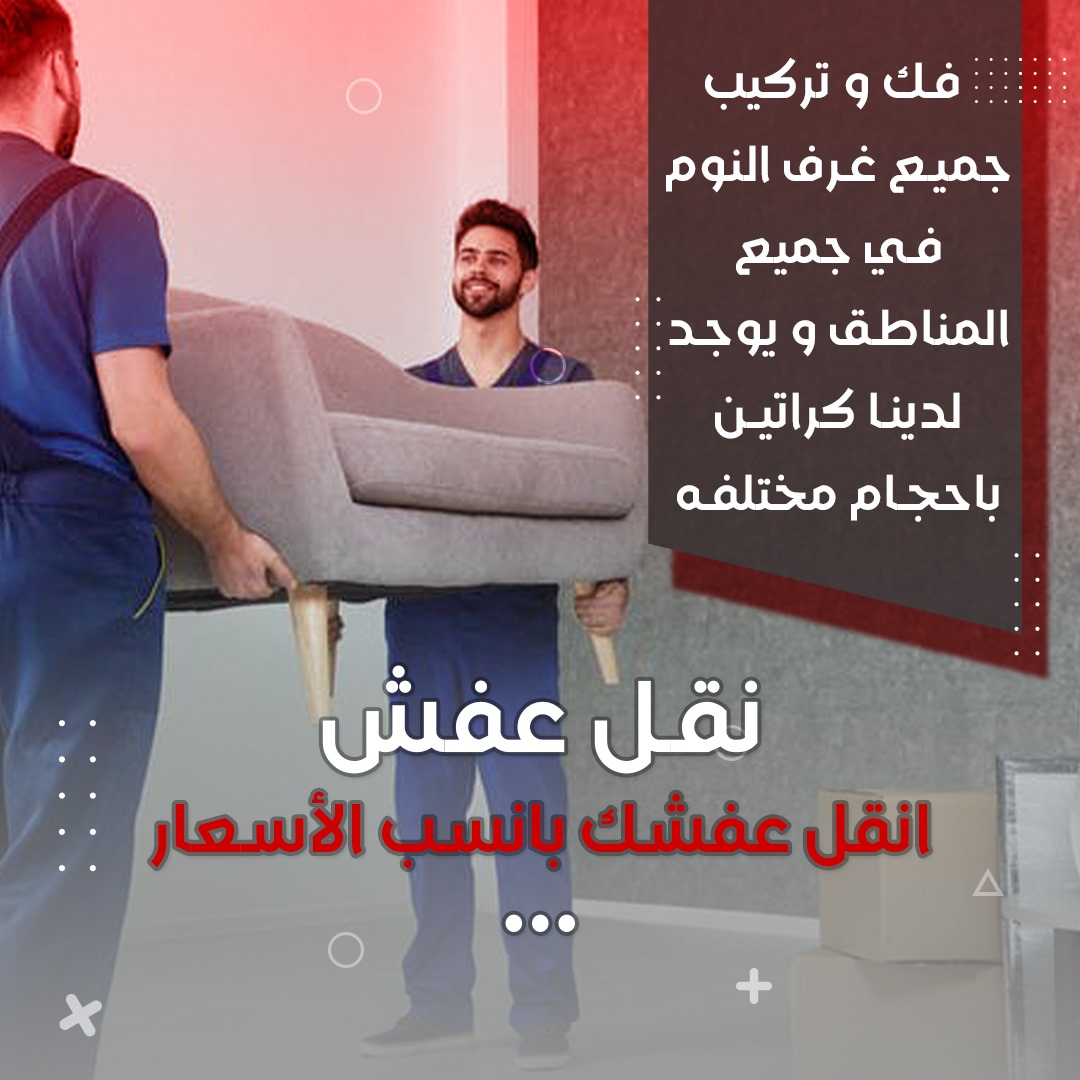 فك و تركيب
جميع غرف النوم
في جميع
المناطق و يوجد
لدينا كراتين
باحجام مختلفه
نقل عفش
انقل عفشك بانسب الأسعار
...